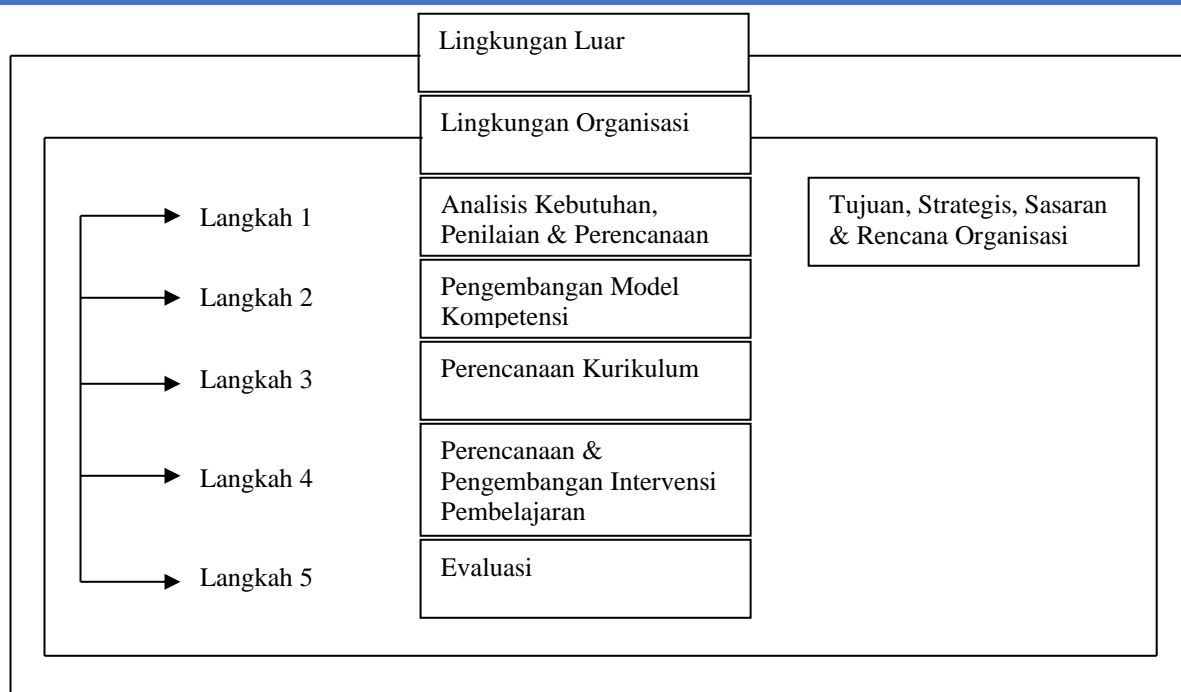 Lingkungan Luar
Lingkungan Organisasi
Langkah 1
Analisis Kebutuhan,
Penilaian & Perencanaan
Tujuan, Strategis, Sasaran
& Rencana Organisasi
Langkah 2
Pengembangan Model
Kompetensi
Langkah 3
Perencanaan Kurikulum
Langkah 4
Perencanaan &
Pengembangan Intervensi
Pembelajaran
Langkah 5
Evaluasi